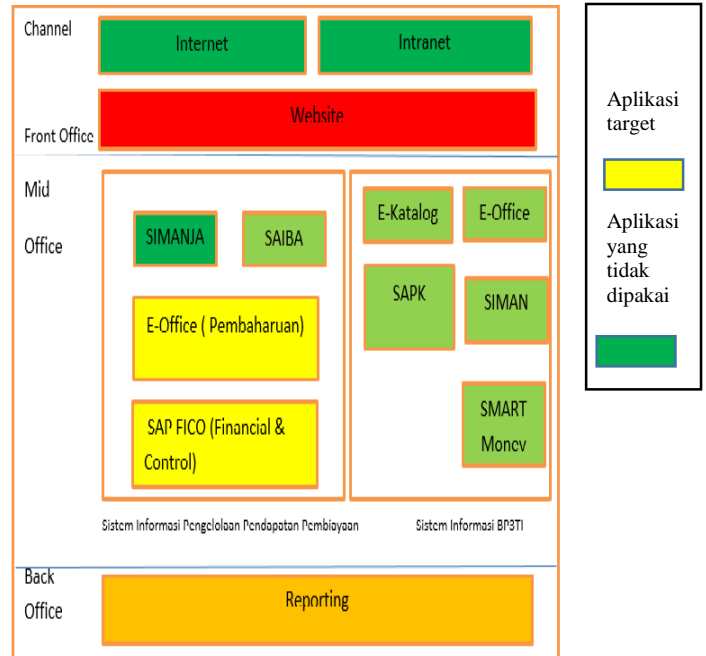 Channel
Internet
Intranet
Website
Front Office
Mid
Office
SIMANJA
SAIBA
E-Office ( Pembaharuan)
SAP FICO (Financial &
Control)
E-Katalog
E-Office
SAPK
SIMAN
SMART
Monev
Sistem Informasi Pengelolaan Pendapatan Pembiayaan
Sistem Informasi BP3TI
Back
Office
Reporting
Aplikasi
target
Aplikasi
yang
tidak
dipakai